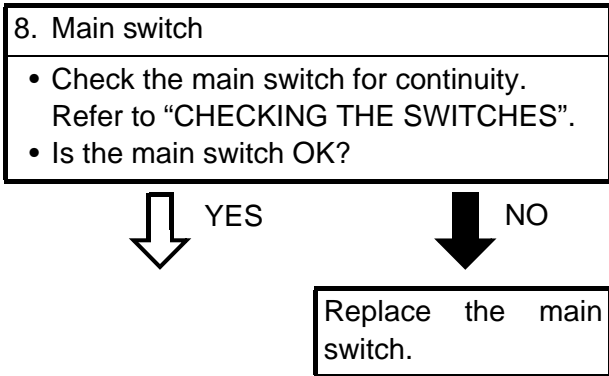 8. Main switch
• Check the main switch for continuity.
Refer to “CHECKING THE SWITCHES”.
• Is the main switch OK?
YES NO
Replace the main
switch.